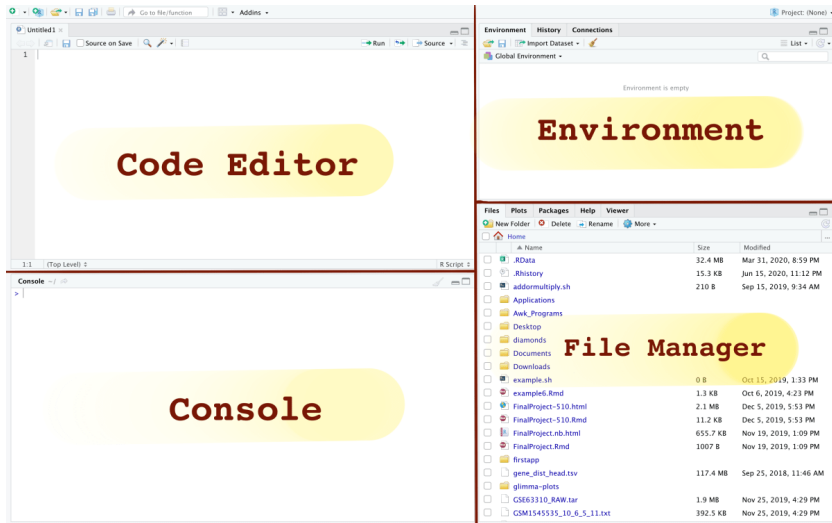 Go to file/function Addins Project: (None)
Untitled1
Source on Save Run Source
1
Code Editor
1:1 (Top Level) R Script
Console ~/
>
Console
Environment History Connections
Import Dataset List
Global Environment
Environment is empty
Environment
Files Plots Packages Help Viewer
New Folder Delete Rename More
Home ...
Name Size Modified
.RData 32.4 MB Mar 31, 2020, 8:59 PM
.Rhistory 15.3 KB Jun 15, 2020, 11:12 PM
addormultiply.sh 210 B Sep 15, 2019, 9:34 AM
Applications
Awk_Programs
Desktop
diamonds
Documents
Downloads
File Manager
example.sh 0 B Oct 15, 2019, 1:33 PM
example6.Rmd 1.3 KB Oct 6, 2019, 4:23 PM
FinalProject-510.html 2.1 MB Dec 5, 2019, 5:53 PM
FinalProject-510.Rmd 11.2 KB Dec 5, 2019, 5:53 PM
FinalProject.nb.html 655.7 KB Nov 19, 2019, 1:09 PM
FinalProject.Rmd 1007 B Nov 19, 2019, 1:09 PM
firstapp
gene_dist_head.tsv 117.4 MB Sep 25, 2018, 11:46 AM
glimma-plots
GSE63310_RAW.tar 1.9 MB Nov 25, 2019, 4:29 PM
GSM1545535_10_6_5_11.txt 392.5 KB Nov 25, 2019, 4:29 PM